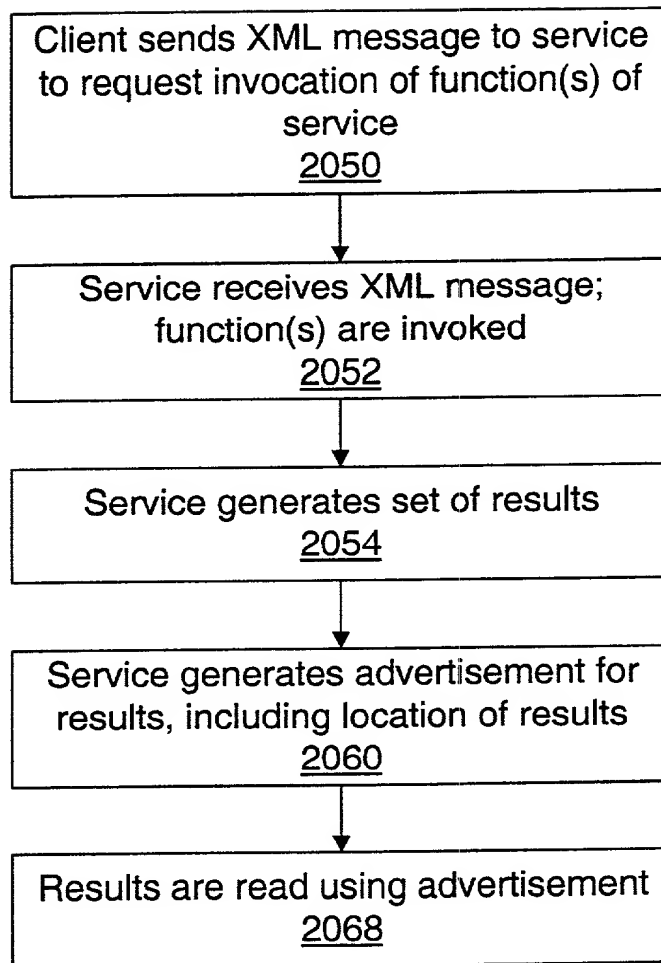 Client sends XML message to service
to request invocation of function(s) of
service
2050
Service receives XML message;
function(s) are invoked
2052
Service generates set of results
2054
Service generates advertisement for
results, including location of results
2060
Results are read using advertisement
2068